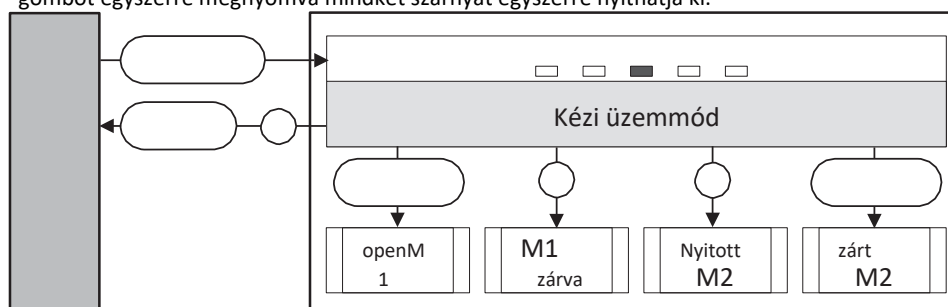 gombot egyszerre megnyomva mindkét szárnyat egyszerre nyithatja ki.
Kézi üzemmód
openM
1
M1
zárva
Nyitott
M2
zárt
M2